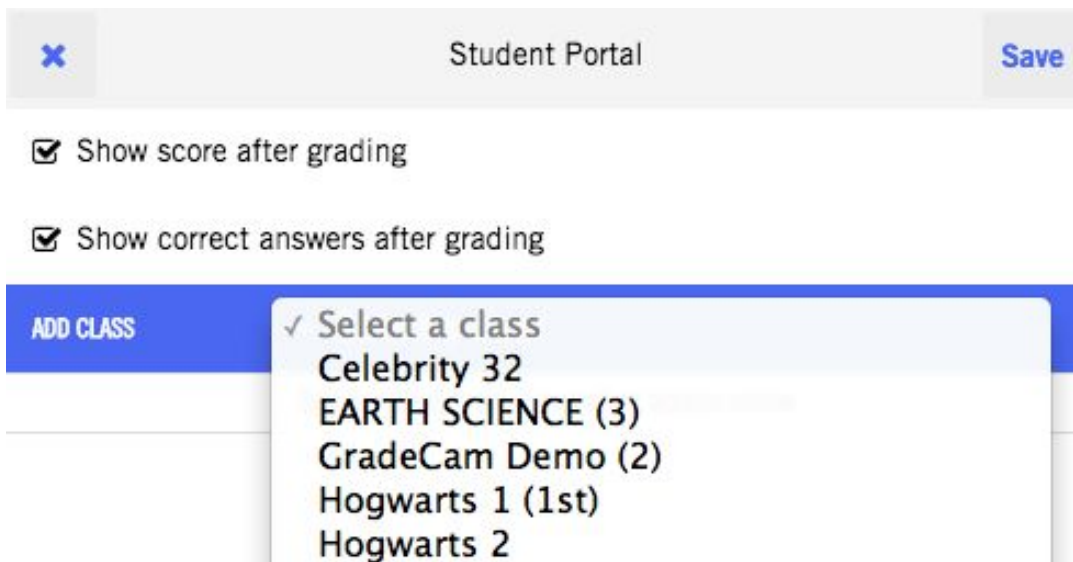 Student Portal Save
Show score after grading
Show correct answers after grading
ADD CLASS
Select a class
Celebrity 32
EARTH SCIENCE (3)
GradeCam Demo (2)
Hogwarts 1 (1st)
Hogwarts 2